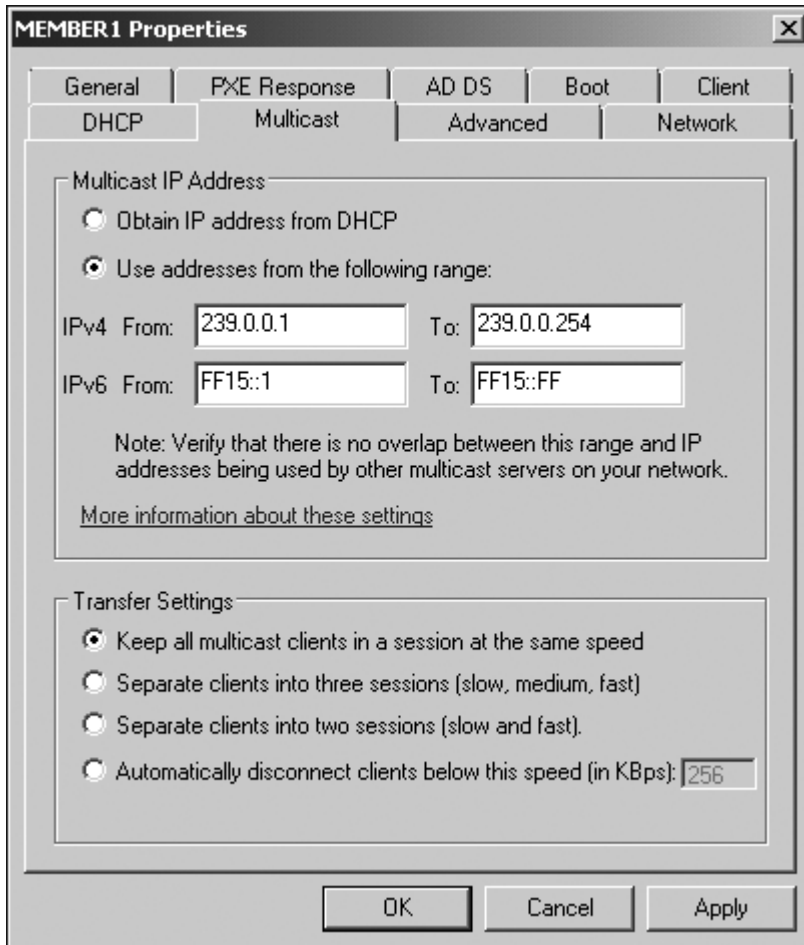 MEMBER1 Properties
General PXE Response AD DS Boot Client
DHCP Multicast Advanced Network
Multicast IP Address
Obtain IP address from DHCP
Use addresses from the following range:
IPv4 From: 239.0.0.1 To: 239.0.0.254
IPv6 From: FF15::1 To: FF15::FF
Note: Verify that there is no overlap between this range and IP
addresses being used by other multicast servers on your network.
More information about these settings
Transfer Settings
Keep all multicast clients in a session at the same speed
Separate clients into three sessions (slow, medium, fast)
Separate clients into two sessions (slow and fast).
Automatically disconnect clients below this speed (in KBps): 256
OK Cancel Apply